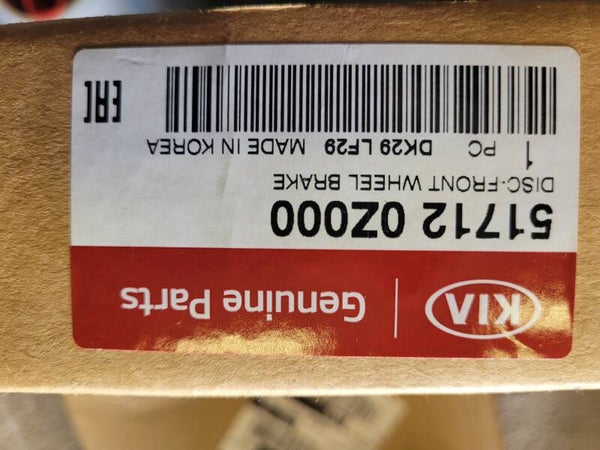 KIA Genuine Parts
51712 0Z000
DISC-FRONT WHEEL BRAKE
1 PC DK29 LF29 MADE IN KOREA
EAC